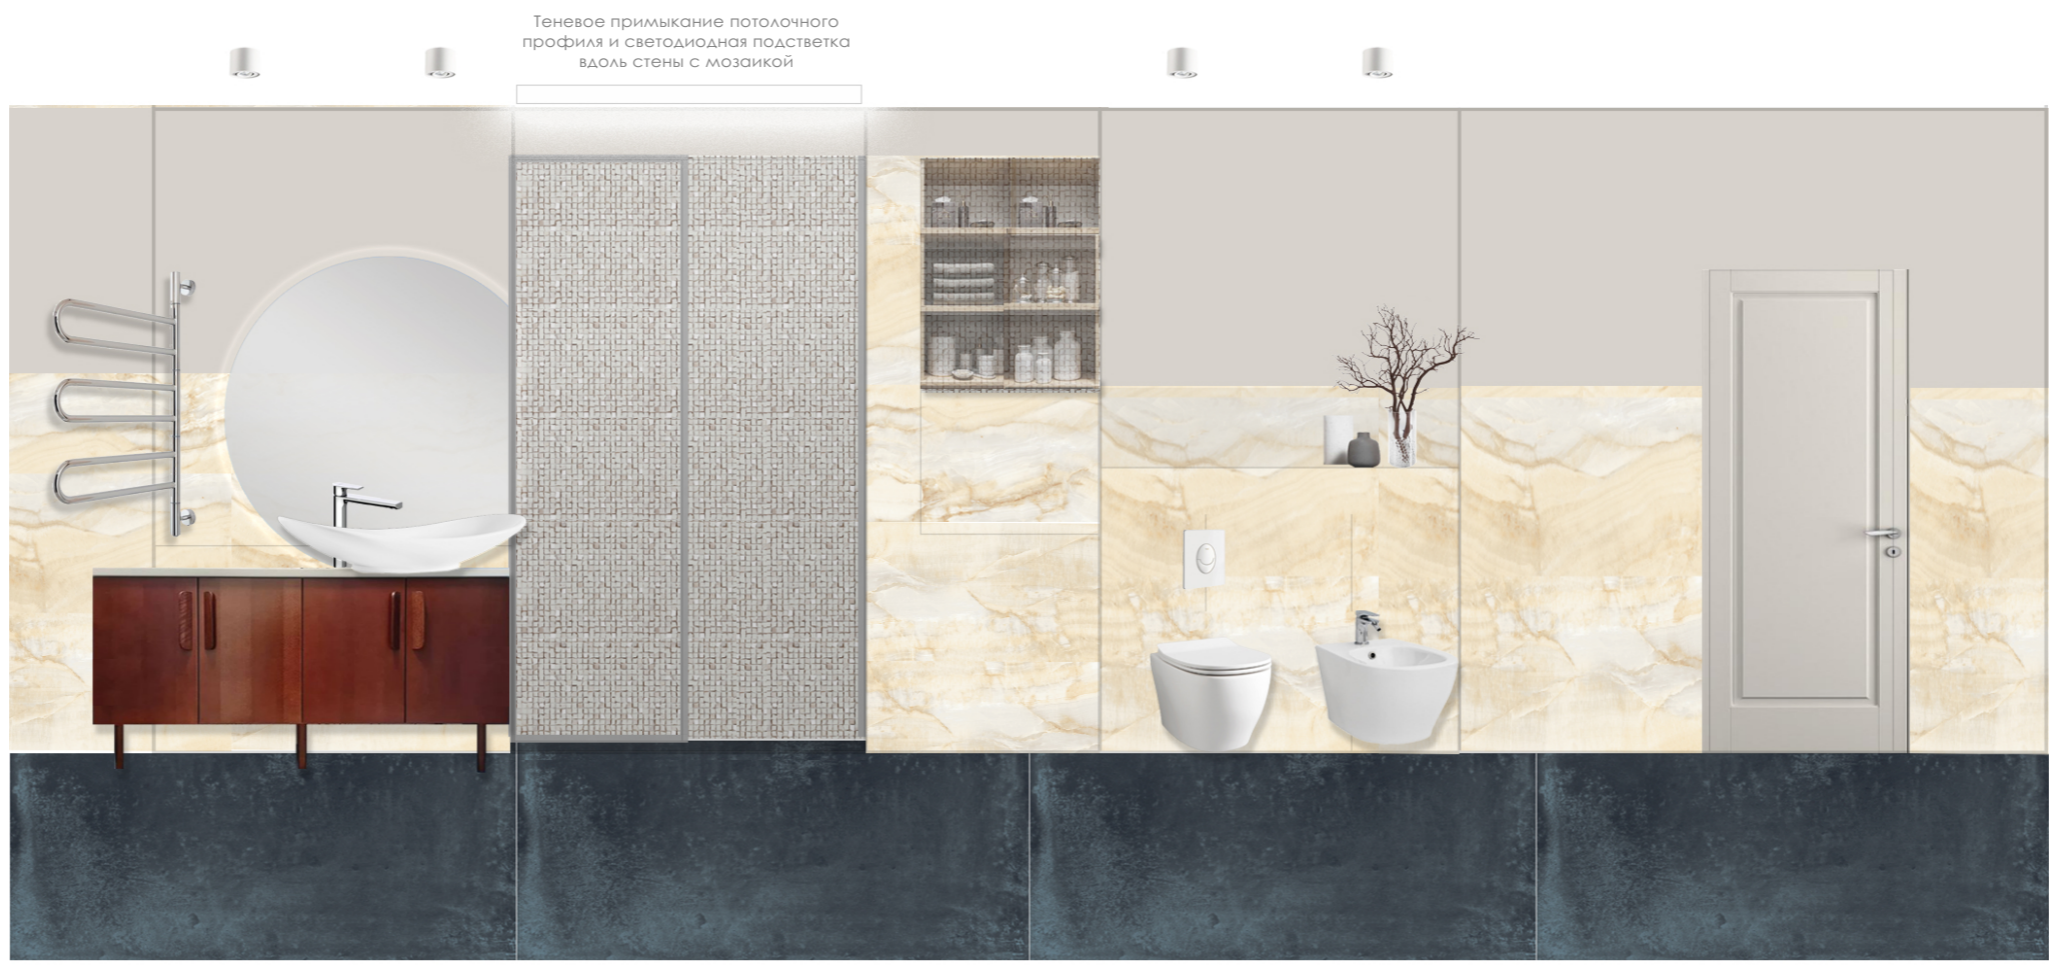 Теневое примыкание потолочного
профиля и светодиодная подстветка
вдоль стены с мозаикой